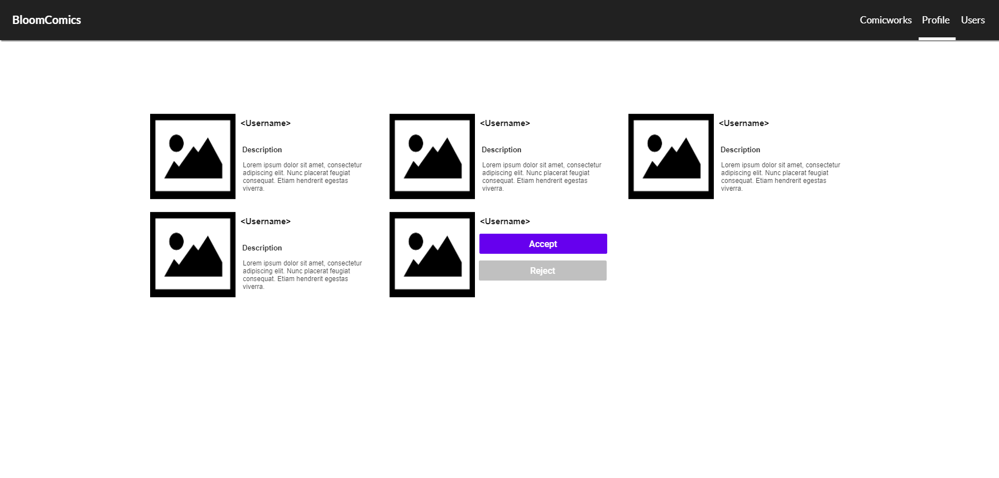 BloomComics
Comicworks Profile Users
<Username>
Description
Lorem ipsum dolor sit amet, consectetur
adipiscing elit. Nunc placerat feugiat
consequat. Etiam hendrerit egestas
viverra.
<Username>
Description
Lorem ipsum dolor sit amet, consectetur
adipiscing elit. Nunc placerat feugiat
consequat. Etiam hendrerit egestas
viverra.
<Username>
Description
Lorem ipsum dolor sit amet, consectetur
adipiscing elit. Nunc placerat feugiat
consequat. Etiam hendrerit egestas
viverra.
<Username>
Description
Lorem ipsum dolor sit amet, consectetur
adipiscing elit. Nunc placerat feugiat
consequat. Etiam hendrerit egestas
viverra.
<Username>
Accept
Reject